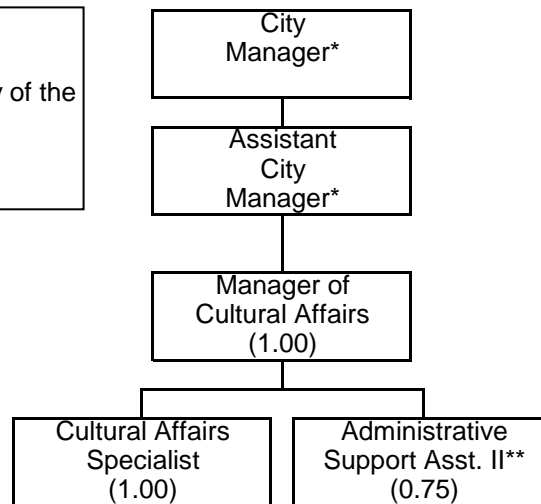 of the
City
Manager*
Assistant
City
Manager*
Manager of
Cultural Affairs
(1.00)
Cultural Affairs
Specialist
(1.00)
Administrative
Support Asst. II**
(0.75)